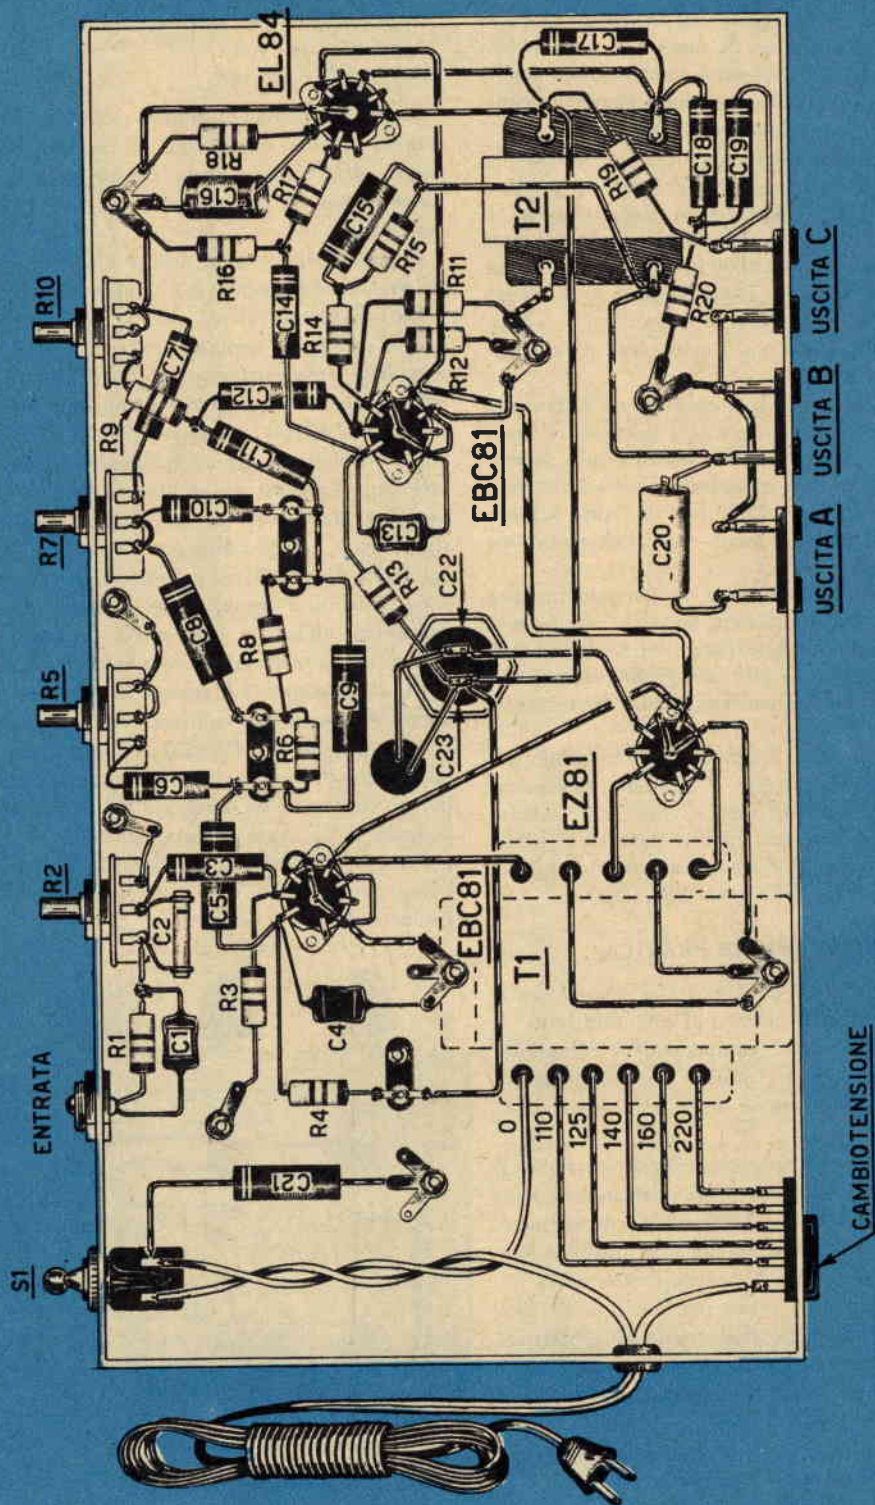 S1
ENTRATA
R2
R5
R7
R10
EL84
R1
C1
C2
C3
C5
C6
C8
C10
R9
C7
C11
C12
R18
C16
R17
R16
C14
C15
R15
R14
R11
R12
C17
R19
C18
C19
R3
C21
C4
R4
R6
R8
C9
R13
C13
C22
C23
EBC81
EBC81
EZ81
T1
T2
R20
C20
0
110
125
140
160
220
CAMBIOTENSIONE
USCITA A
USCITA B
USCITA C
+
-